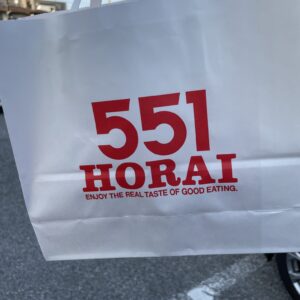 551
HORAI
ENJOY THE REAL TASTE OF GOOD EATING.